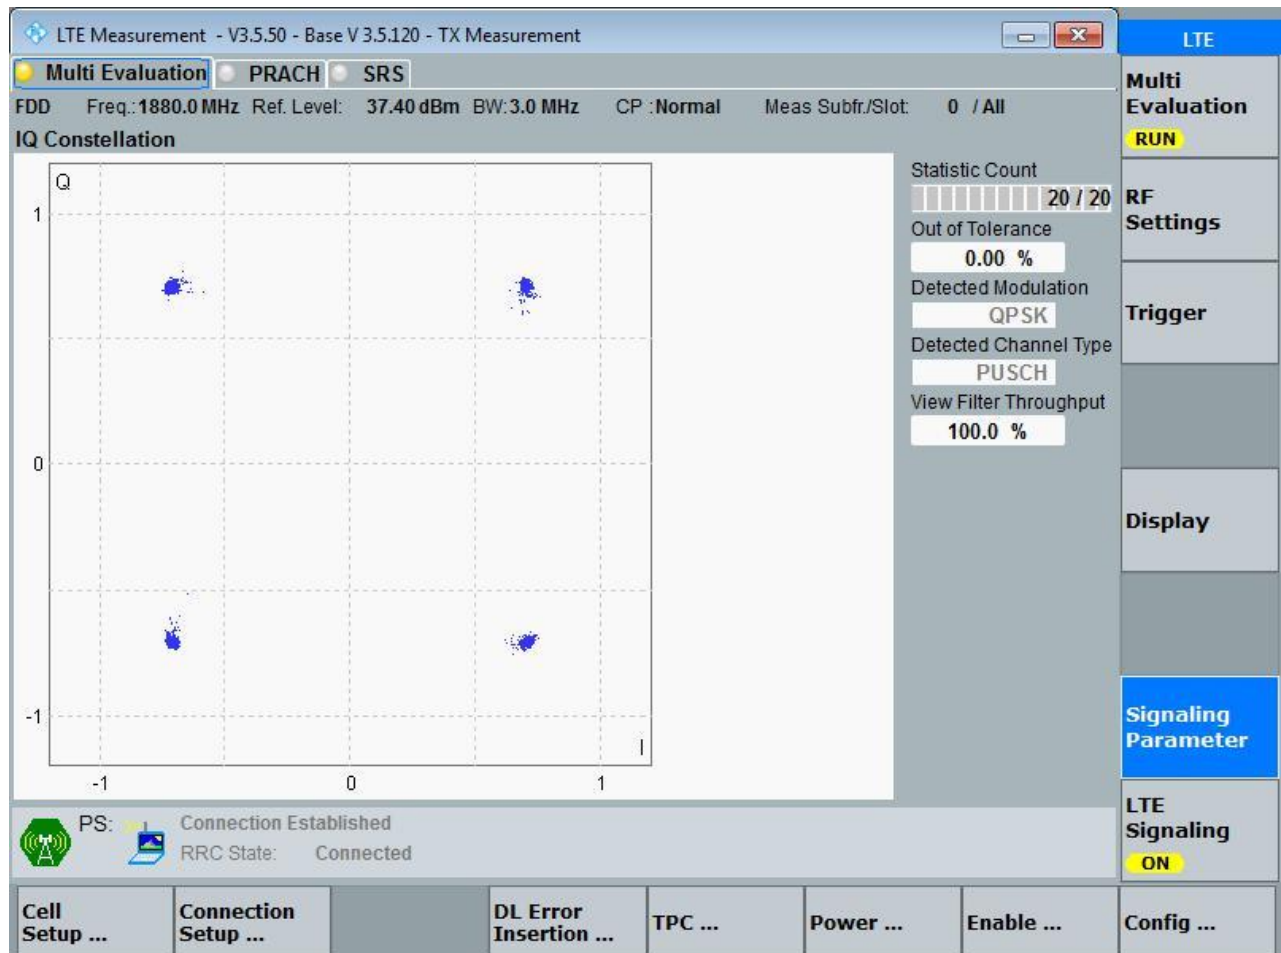 LTE Measurement - V3.5.50 - Base V 3.5.120 - TX Measurement
LTE
Multi Evaluation PRACH SRS
FDD Freq.:1880.0 MHz Ref. Level: 37.40 dBm BW:3.0 MHz CP :Normal Meas Subfr./Slot: 0 / All
IQ Constellation
Q
1
0
-1
I
-1 0 1
Statistic Count
20 / 20
Out of Tolerance
0.00 %
Detected Modulation
QPSK
Detected Channel Type
PUSCH
View Filter Throughput
100.0 %
Multi
Evaluation
RUN
RF
Settings
Trigger
Display
Signaling
Parameter
LTE
Signaling
ON
PS: Connection Established
RRC State: Connected
Cell
Setup ...
Connection
Setup ...
DL Error
Insertion ...
TPC ...
Power ...
Enable ...
Config ...